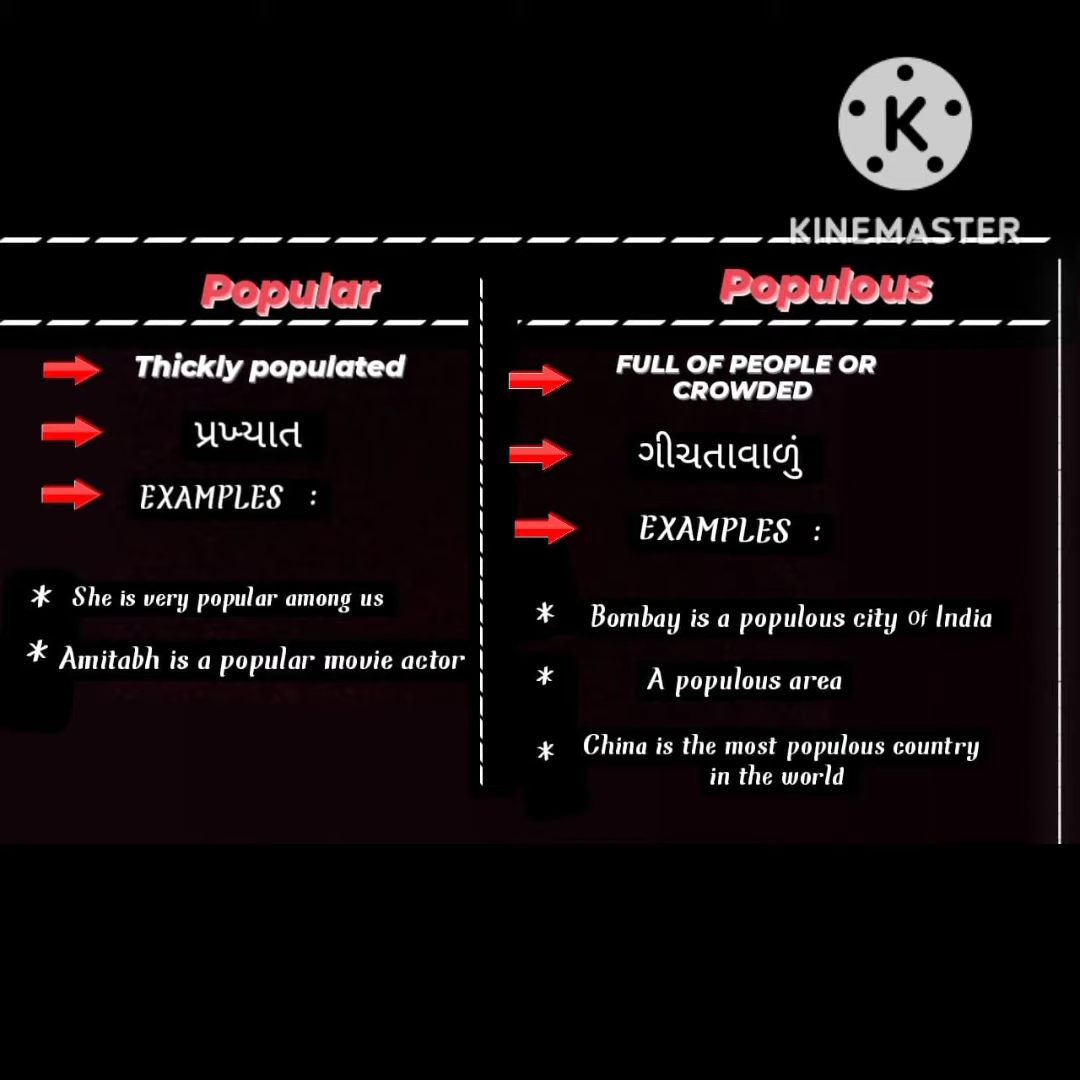 K
KINEMASTER
Popular
Thickly populated
પ્રખ્યાત
EXAMPLES :
* She is very popular among us
* Amitabh is a popular movie actor
Populous
FULL OF PEOPLE OR
CROWDED
ગીચતાવાળું
EXAMPLES :
* Bombay is a populous city Of India
* A populous area
* China is the most populous country
in the world